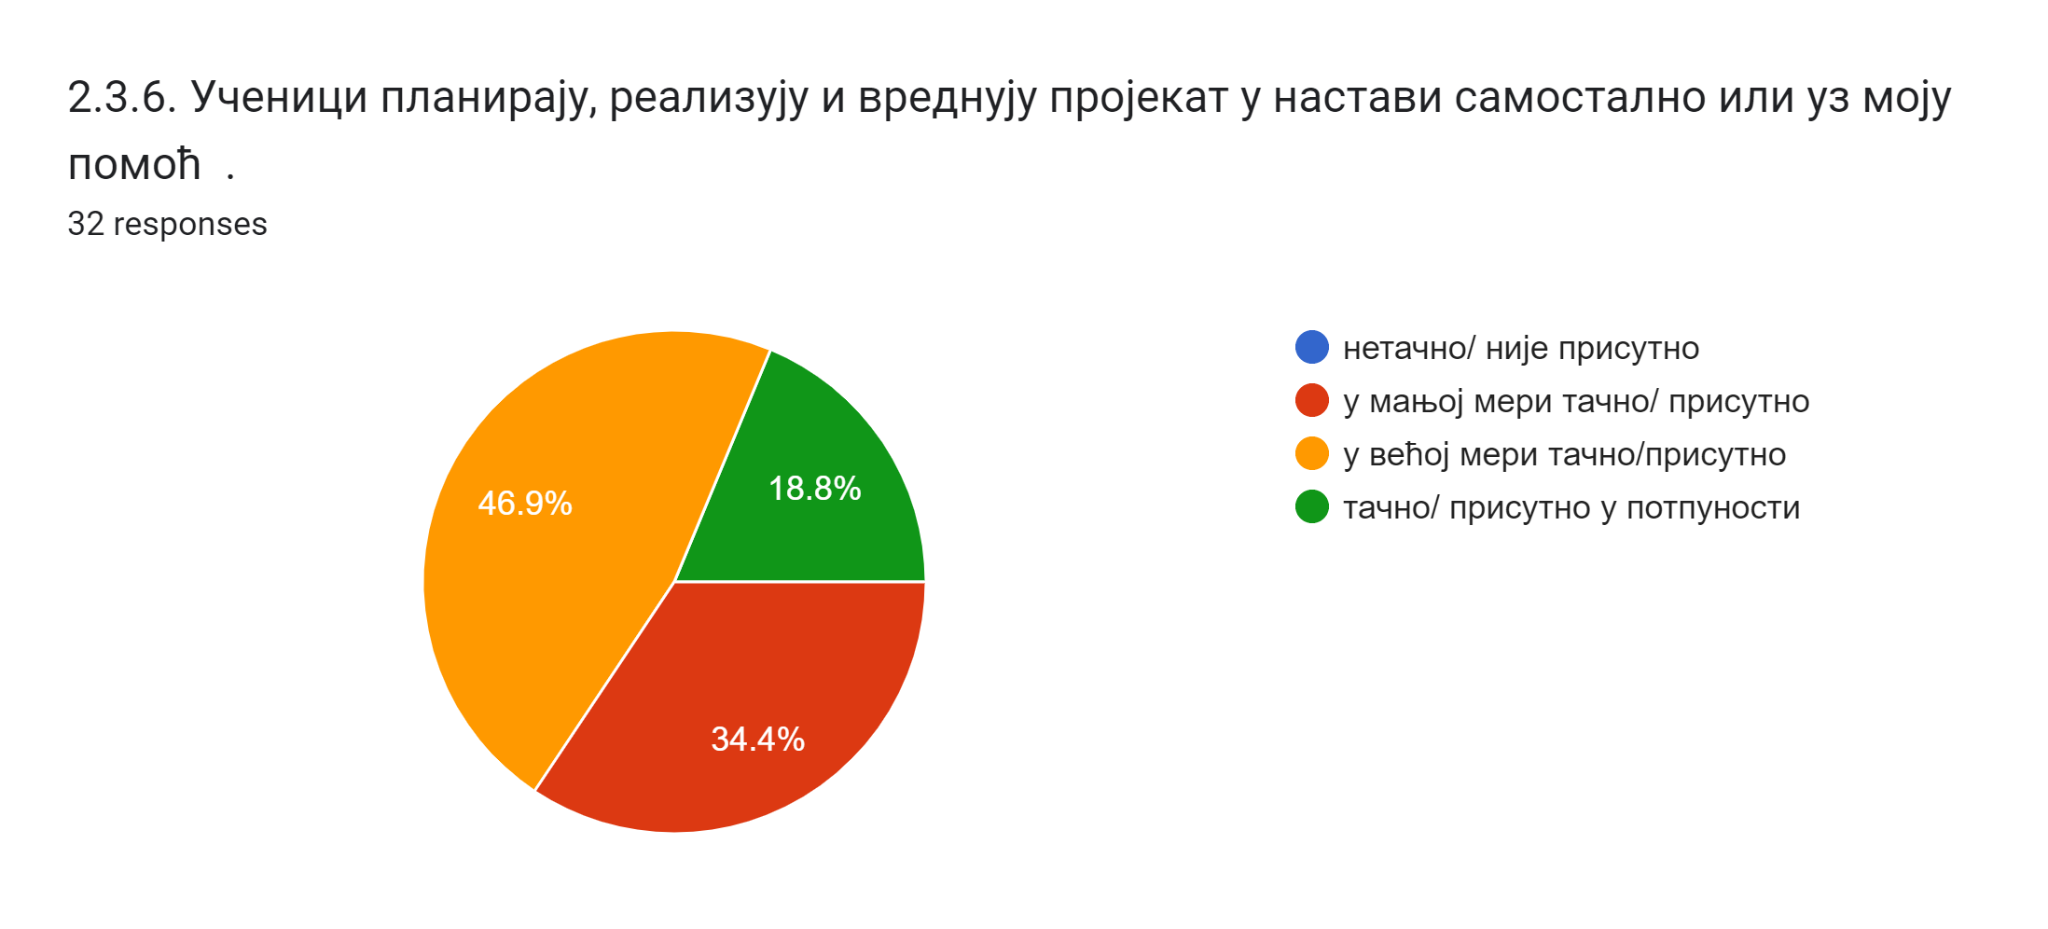 2.3.6. Ученици планирају, реализују и вреднују пројекат у настави самостално или уз моју
помоћ  .
32 responses
нетачно/ није присутно
у мањој мери тачно/ присутно
у већој мери тачно/присутно
тачно/ присутно у потпуности
18.8%
46.9%
34.4%